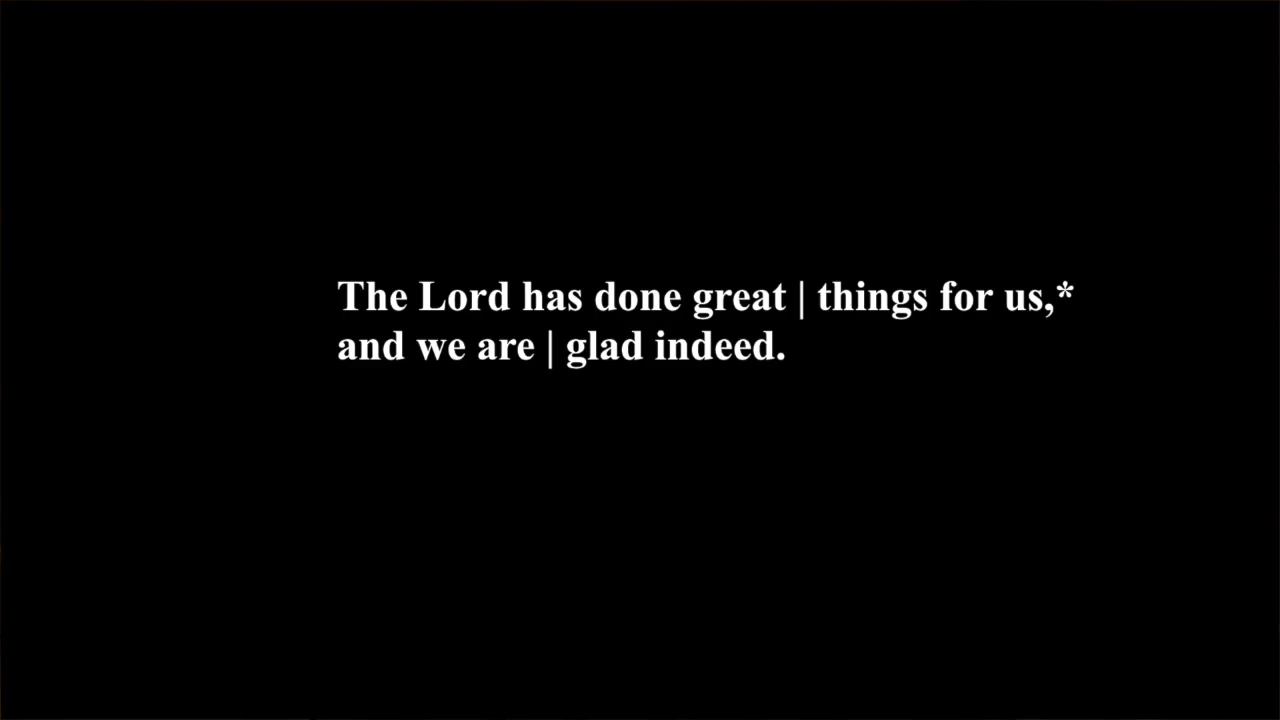 The Lord has done great | things for us,*
and we are | glad indeed.